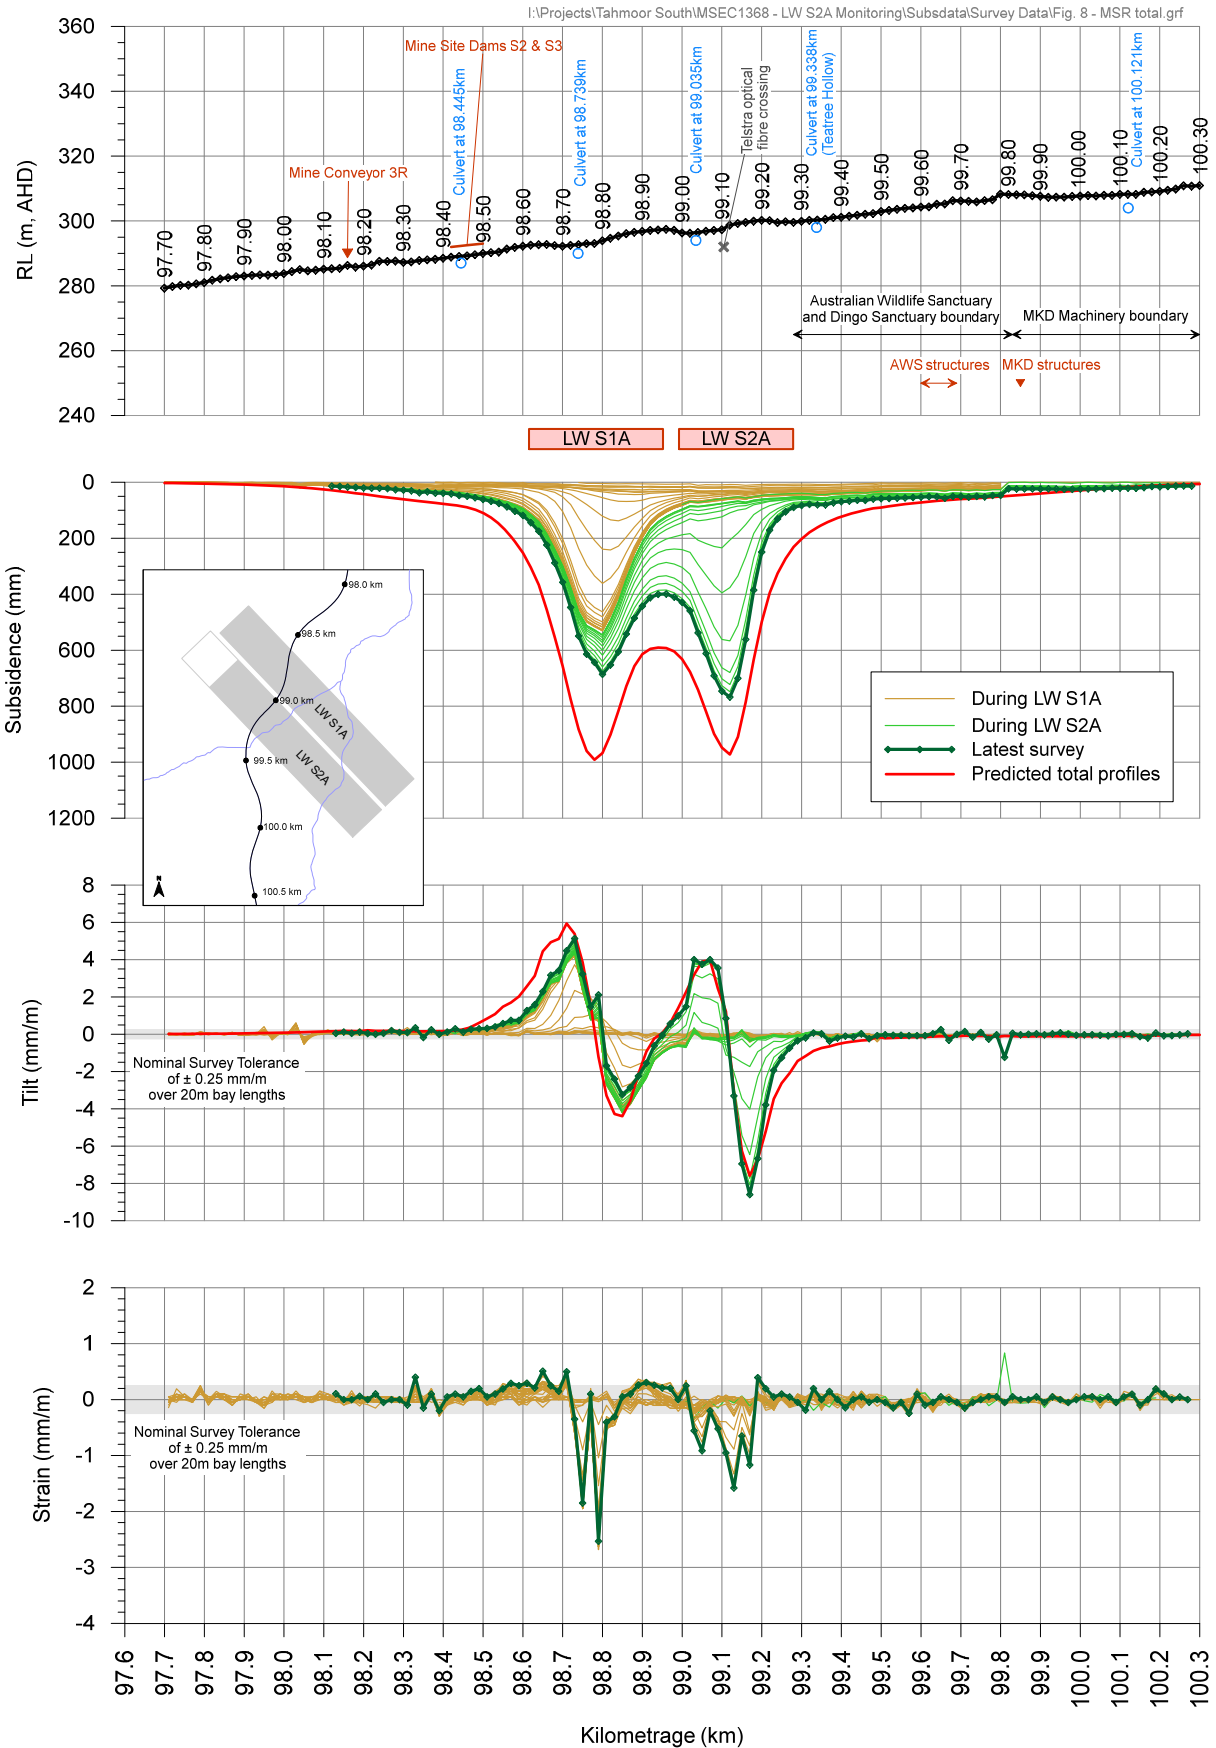 I:\Projects\Tahmoor South\MSEC1368 - LW S2A Monitoring\Subsdata\Survey Data\Fig. 8 - MSR total.grf
RL (m, AHD)
360
340
320
300
280
260
240
Mine Site Dams S2 & S3
Mine Conveyor 3R
Culvert at 98.445km
Culvert at 98.739km
Culvert at 99.035km
Telstra optical
fibre crossing
Culvert at 99.338km
(Teatree Hollow)
Culvert at 100.121km
97.70
97.80
97.90
98.00
98.10
98.20
98.30
98.40
98.50
98.60
98.70
98.80
98.90
99.00
99.10
99.20
99.30
99.40
99.50
99.60
99.70
99.80
99.90
100.00
100.10
100.20
100.30
Australian Wildlife Sanctuary
and Dingo Sanctuary boundary
MKD Machinery boundary
AWS structures
MKD structures
LW S1A
LW S2A
Subsidence (mm)
0
200
400
600
800
1000
1200
98.0 km
98.5 km
99.0 km
99.5 km
100.0 km
100.5 km
LW S1A
LW S2A
N
During LW S1A
During LW S2A
Latest survey
Predicted total profiles
Tilt (mm/m)
8
6
4
2
0
-2
-4
-6
-8
-10
Nominal Survey Tolerance
of ± 0.25 mm/m
over 20m bay lengths
Strain (mm/m)
2
1
0
-1
-2
-3
-4
Nominal Survey Tolerance
of ± 0.25 mm/m
over 20m bay lengths
97.6
97.7
97.8
97.9
98.0
98.1
98.2
98.3
98.4
98.5
98.6
98.7
98.8
98.9
99.0
99.1
99.2
99.3
99.4
99.5
99.6
99.7
99.8
99.9
100.0
100.1
100.2
100.3
Kilometrage (km)